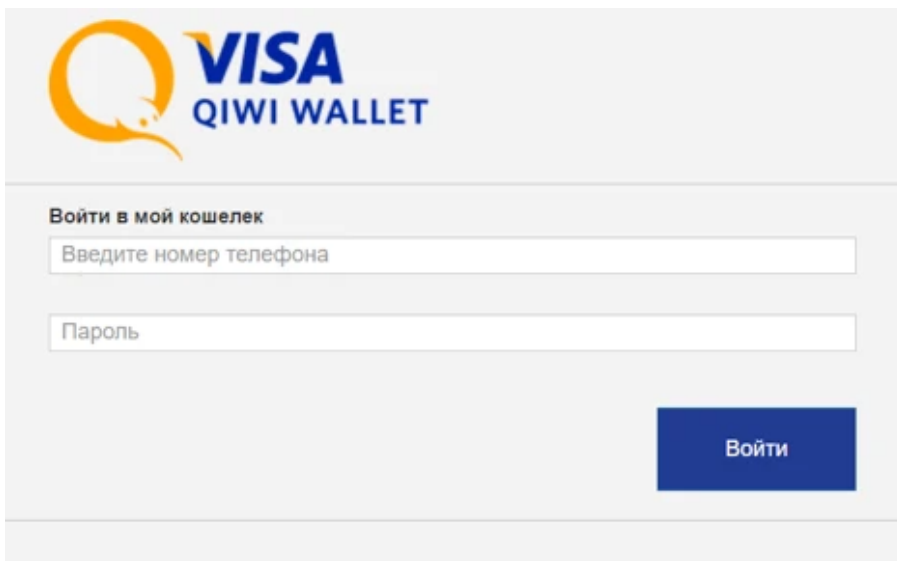 VISA
QIWI WALLET
Войти в мой кошелек
Введите номер телефона
Пароль
Войти